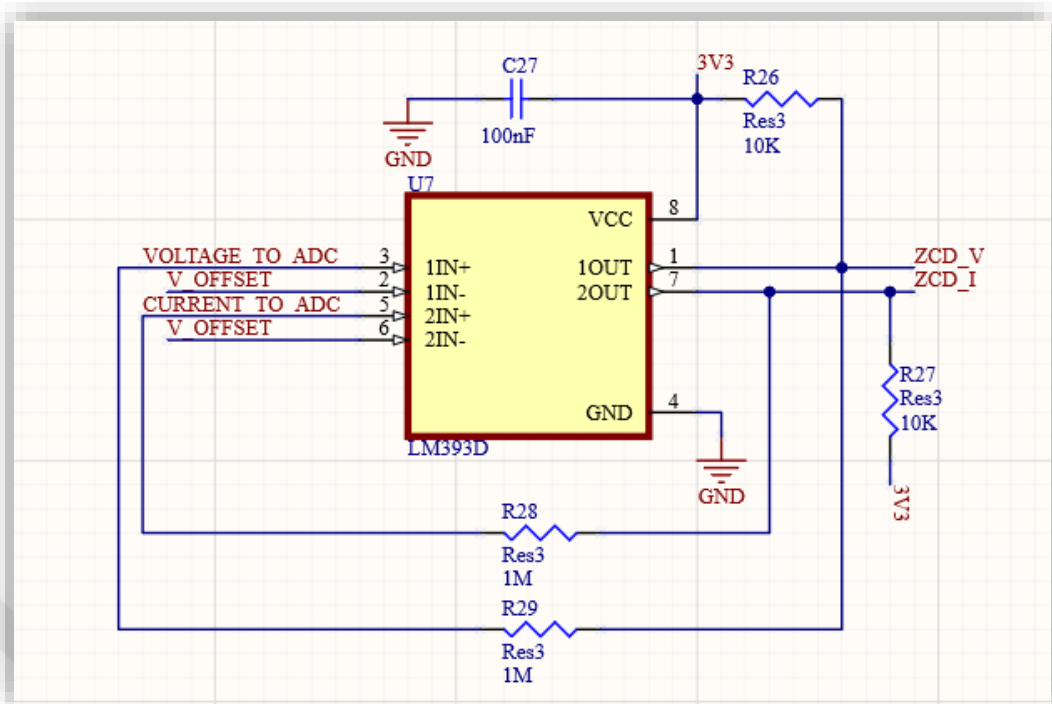 C27
100nF
GND
3V3
R26
Res3
10K
U7
VCC
8
VOLTAGE_TO_ADC
3
1IN+
1OUT
1
ZCD_V
V_OFFSET
2
1IN-
2OUT
7
ZCD_I
CURRENT_TO_ADC
5
2IN+
V_OFFSET
6
2IN-
R27
Res3
10K
3V3
GND
4
GND
LM393D
R28
Res3
1M
R29
Res3
1M